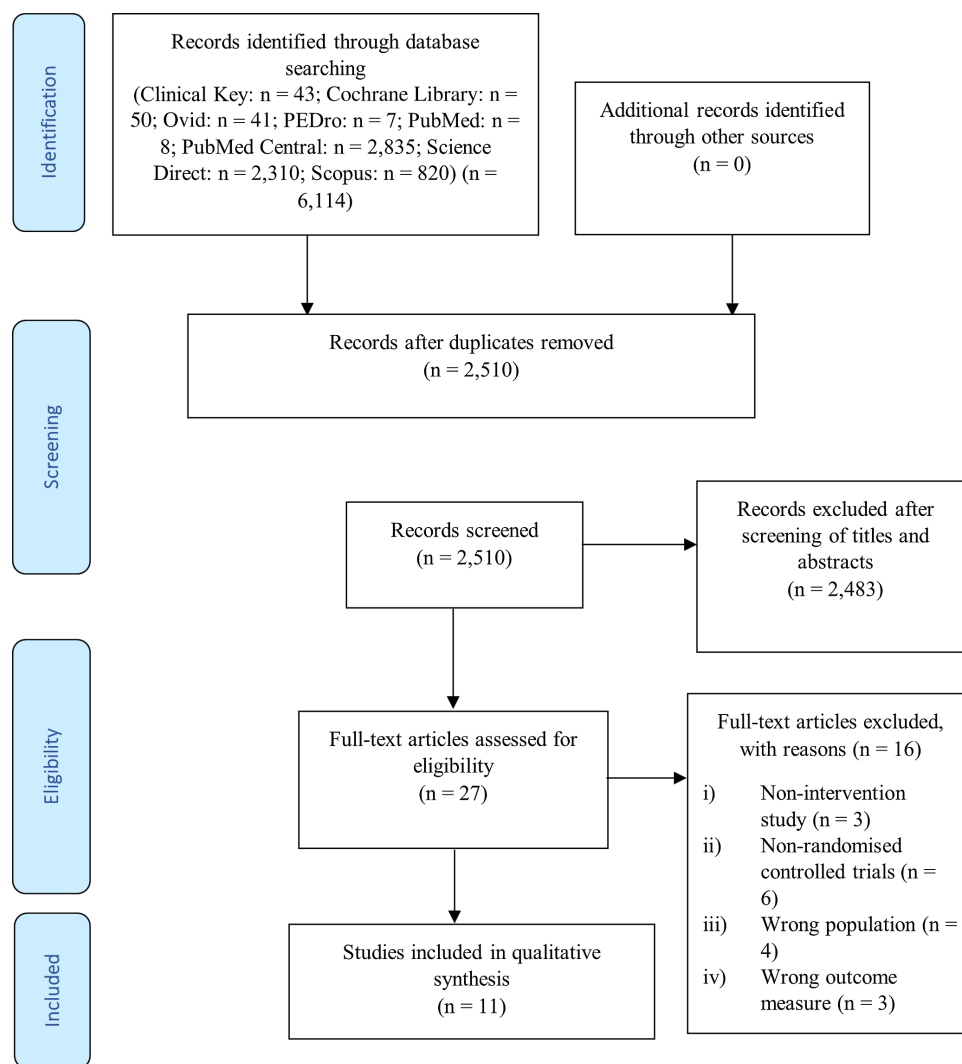 Identification
Records identified through database
searching
(Clinical Key: n = 43; Cochrane Library: n =
50; Ovid: n = 41; PEDro: n = 7; PubMed: n =
8; PubMed Central: n = 2,835; Science
Direct: n = 2,310; Scopus: n = 820) (n =
6,114)
Additional records identified
through other sources
(n = 0)
Screening
Records after duplicates removed
(n = 2,510)
Records screened
(n = 2,510)
Records excluded after
screening of titles and
abstracts
(n = 2,483)
Eligibility
Full-text articles assessed for
eligibility
(n = 27)
Full-text articles excluded,
with reasons (n = 16)
i) Non-intervention
study (n = 3)
ii) Non-randomised
controlled trials (n =
6)
iii) Wrong population (n =
4)
iv) Wrong outcome
measure (n = 3)
Included
Studies included in qualitative
synthesis
(n = 11)